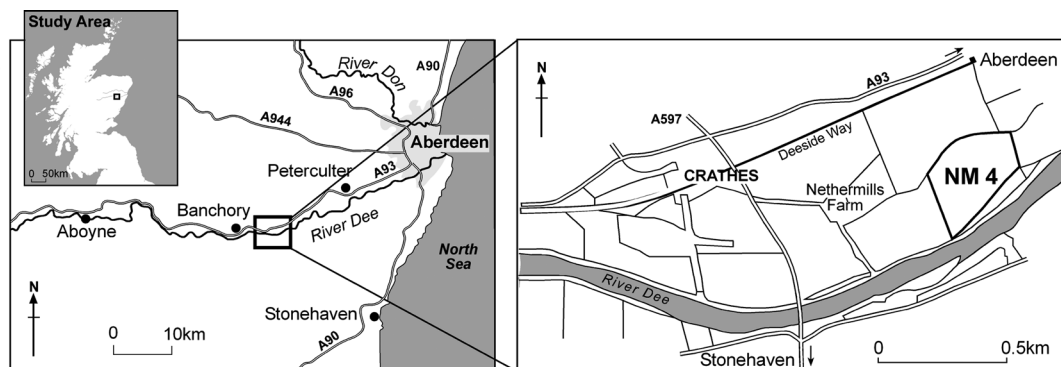 Study Area
0 50km
River Don
A90
A96
A944
Aberdeen
Peterculter
A93
Banchory
River Dee
Aboyne
North
Sea
N
0 10km
Stonehaven
A90
N
Aberdeen
A93
A597
Deeside Way
CRATHES
NM 4
Nethermills
Farm
River Dee
Stonehaven
0 0.5km